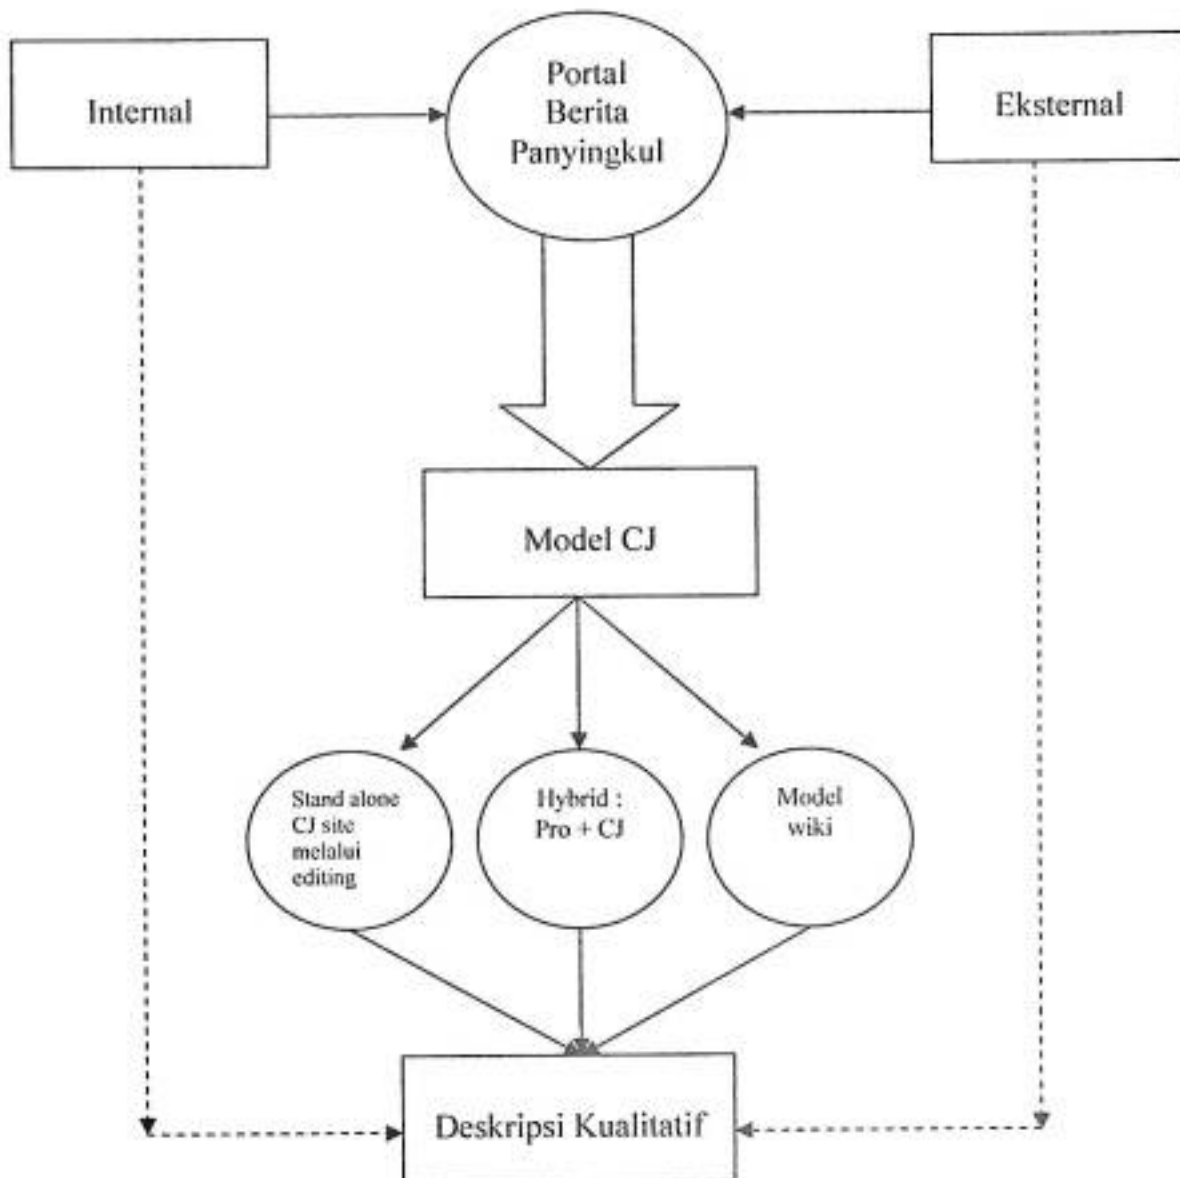 Internal
Portal
Berita
Panyingkul
Eksternal
Model CJ
Stand alone
CJ site
melalui
editing
Hybrid :
Pro + CJ
Model
wiki
Deskripsi Kualitatif